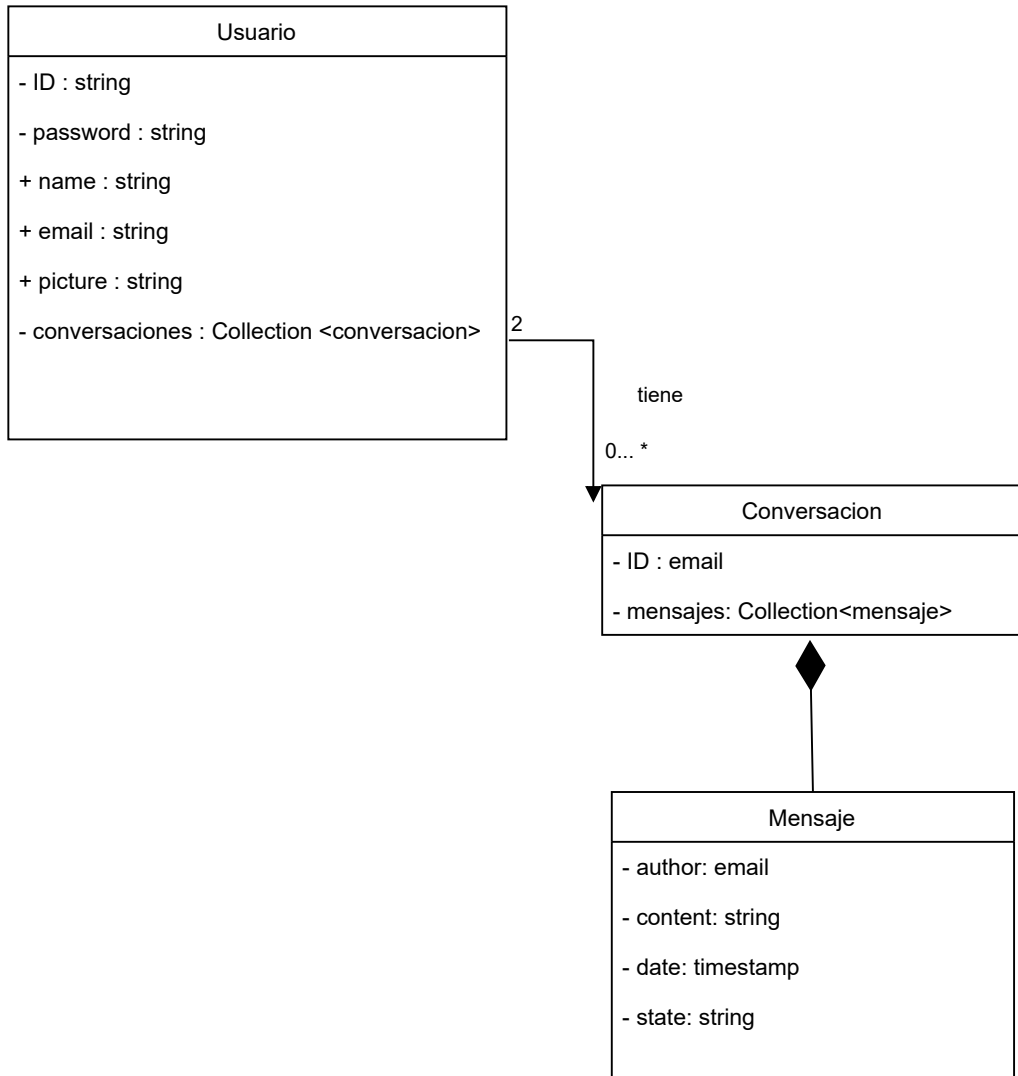 Usuario
- ID : string
- password : string
+ name : string
+ email : string
+ picture : string
- conversaciones : Collection <conversacion>
2
tiene
0... *
Conversacion
- ID : email
- mensajes: Collection<mensaje>
Mensaje
- author: email
- content: string
- date: timestamp
- state: string